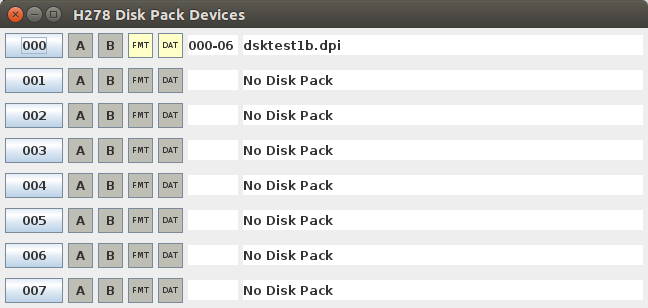 H278 Disk Pack Devices
000 A B FMT DAT 000-06 dsktest1b.dpi
001 A B FMT DAT No Disk Pack
002 A B FMT DAT No Disk Pack
003 A B FMT DAT No Disk Pack
004 A B FMT DAT No Disk Pack
005 A B FMT DAT No Disk Pack
006 A B FMT DAT No Disk Pack
007 A B FMT DAT No Disk Pack